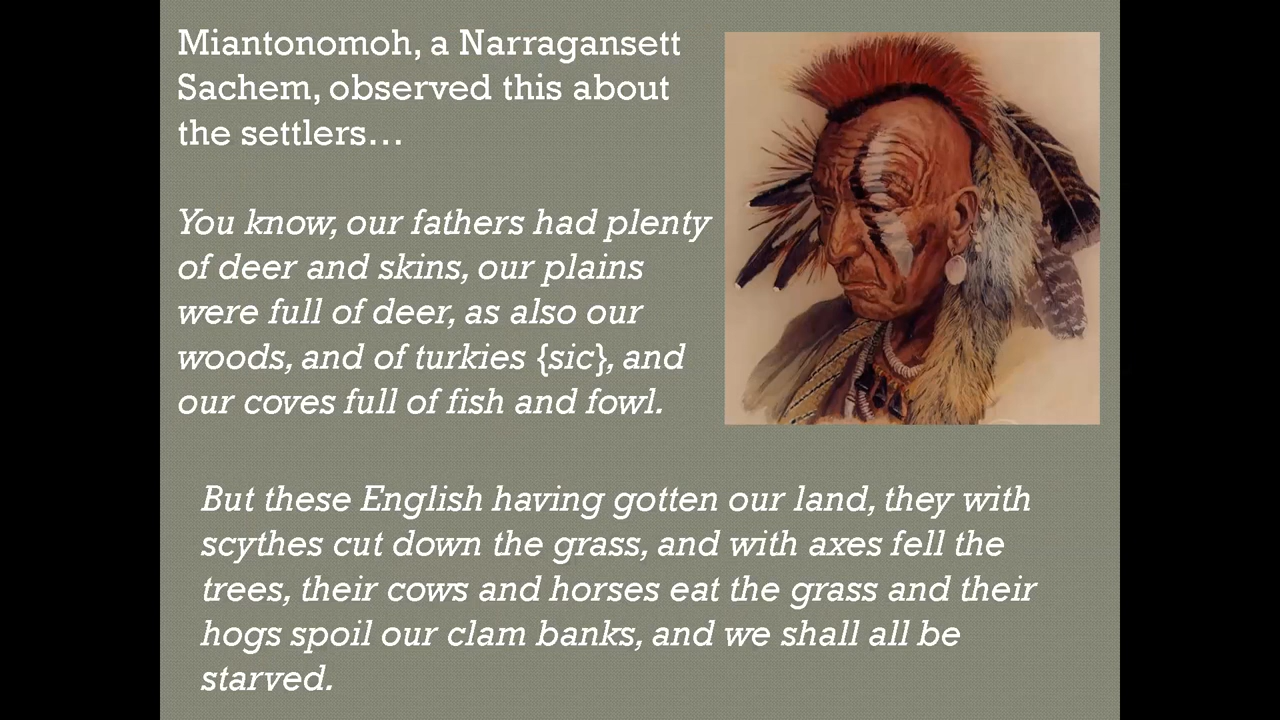 Miantonomoh, a Narragansett
Sachem, observed this about
the settlers…
You know, our fathers had plenty
of deer and skins, our plains
were full of deer, as also our
woods, and of turkies {sic}, and
our coves full of fish and fowl.
But these English having gotten our land, they with
scythes cut down the grass, and with axes fell the
trees, their cows and horses eat the grass and their
hogs spoil our clam banks, and we shall all be
starved.